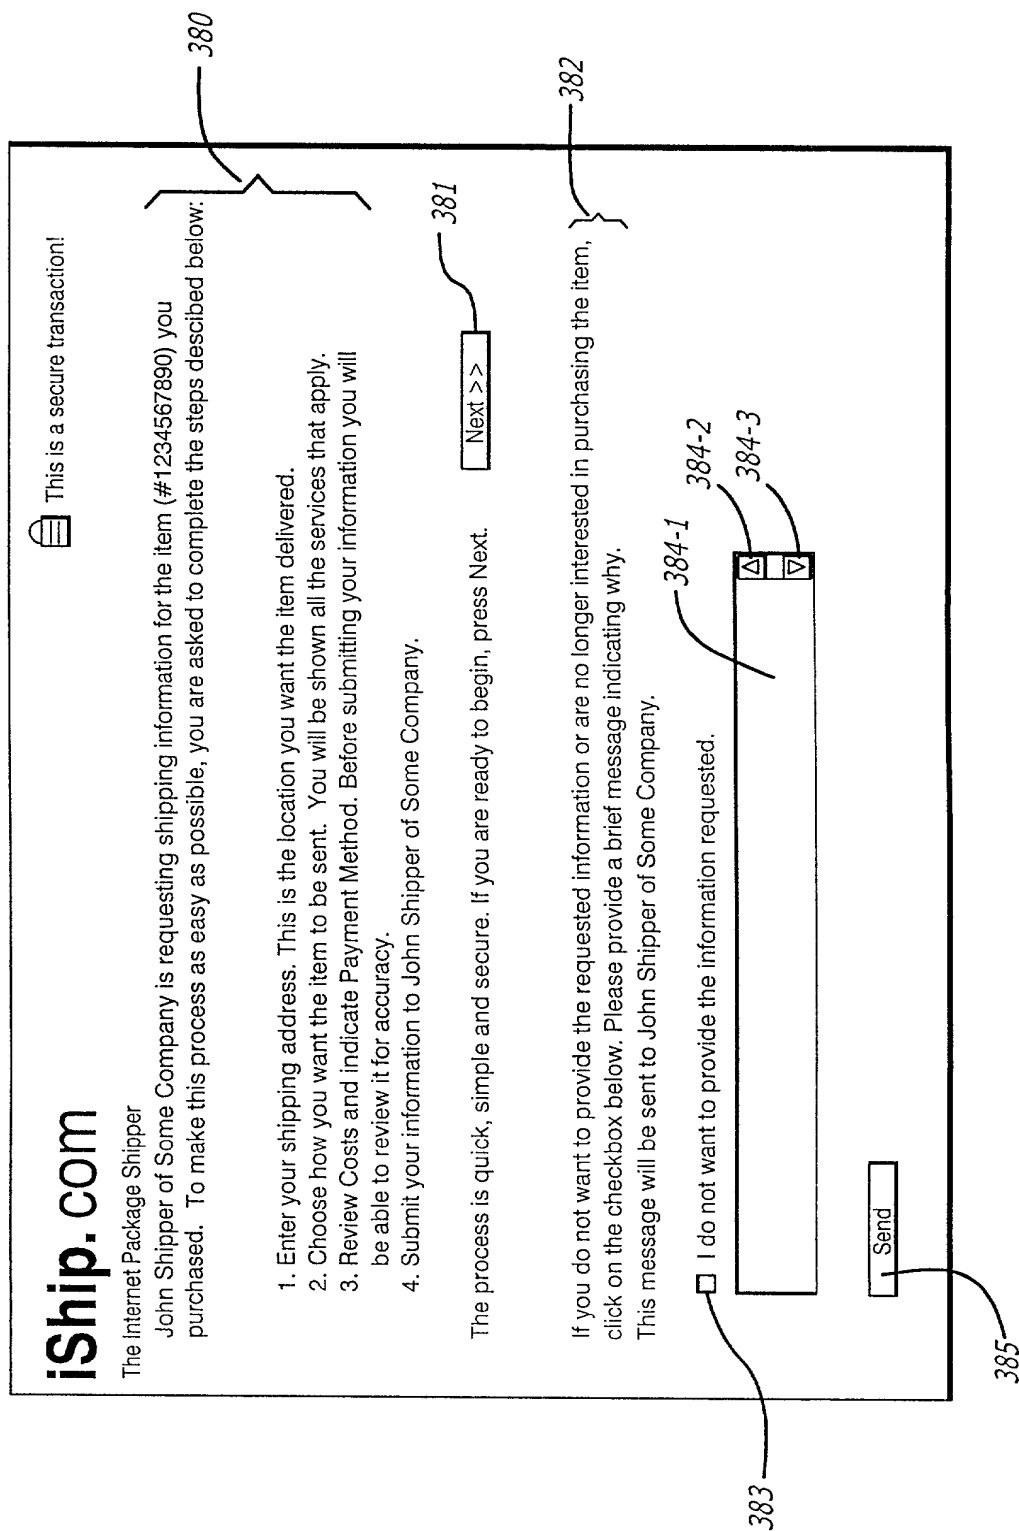 iShip.com
This is a secure transaction!
The Internet Package Shipper
John Shipper of Some Company is requesting shipping information for the item (#1234567890) you
purchased. To make this process as easy as possible, you are asked to complete the steps descibed below:
380
1. Enter your shipping address. This is the location you want the item delivered.
2. Choose how you want the item to be sent. You will be shown all the services that apply.
3. Review Costs and indicate Payment Method. Before submitting your information you will
be able to review it for accuracy.
4. Submit your information to John Shipper of Some Company.
381
The process is quick, simple and secure. If you are ready to begin, press Next.
Next >>
382
If you do not want to provide the requested information or are no longer interested in purchasing the item,
click on the checkbox below. Please provide a brief message indicating why.
This message will be sent to John Shipper of Some Company.
384-1
384-2
384-3
I do not want to provide the information requested.
383
Send
385